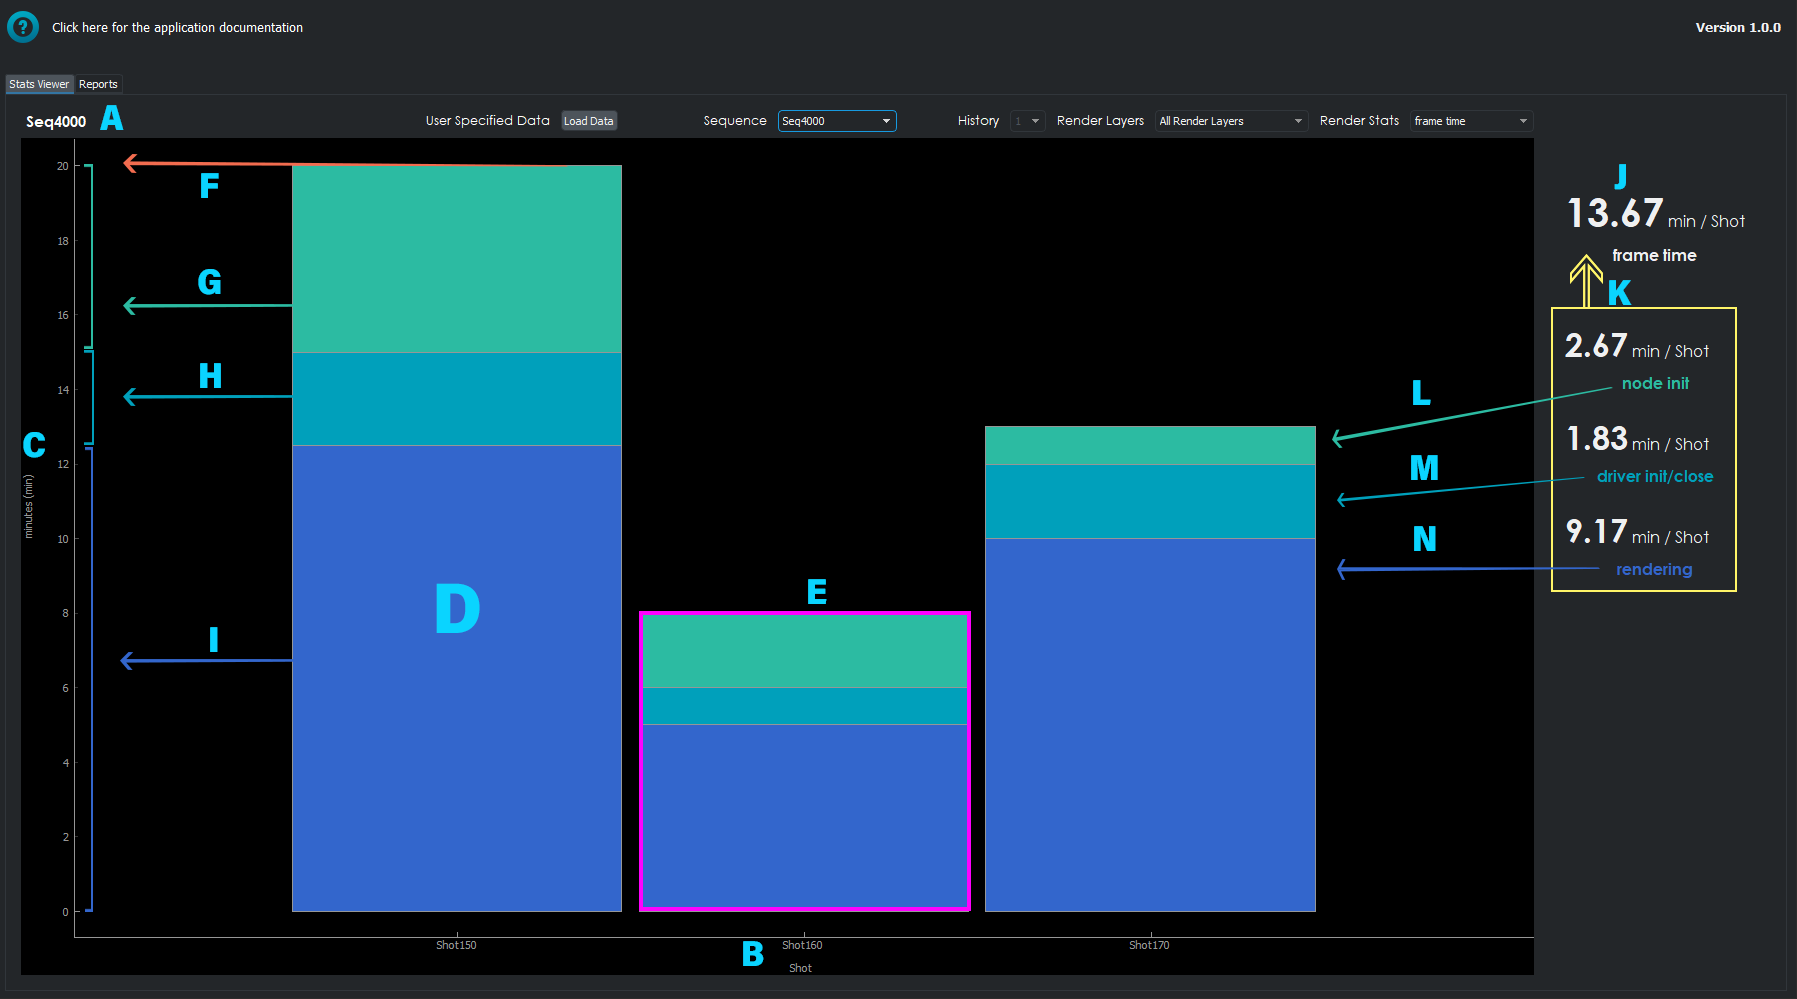 ?
Click here for the application documentation
Version 1.0.0
Stats Viewer
Reports
Seq4000
A
User Specified Data
Load Data
Sequence
Seq4000
History
1
Render Layers
All Render Layers
Render Stats
frame time
20
18
16
14
12
10
8
6
4
2
0
C
minutes (min)
F
G
H
I
D
E
L
M
N
Shot150
Shot160
Shot170
B
Shot
J
13.67 min / Shot
frame time
K
2.67 min / Shot
node init
1.83 min / Shot
driver init/close
9.17 min / Shot
rendering